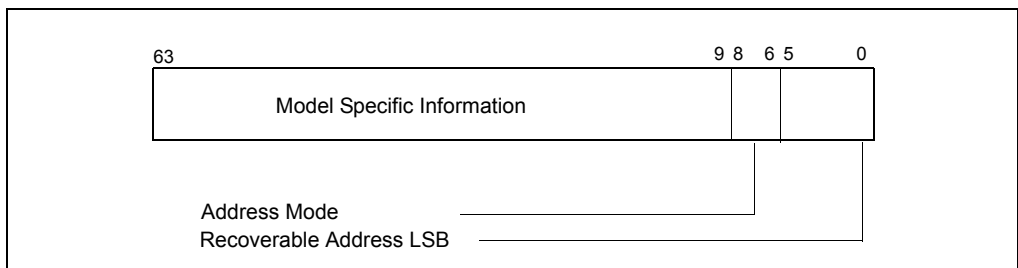 63 9 8 6 5 0
Model Specific Information
Address Mode
Recoverable Address LSB